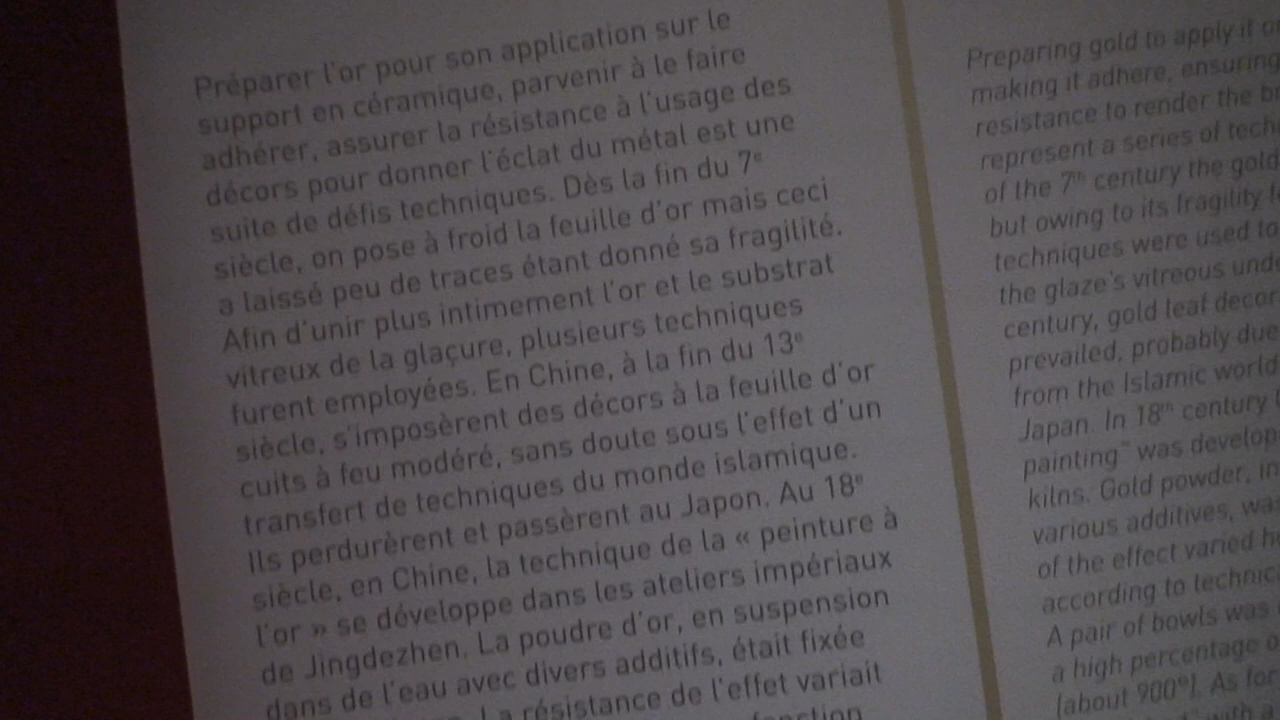 Préparer l'or pour son application sur le
support en céramique, parvenir à le faire
adhérer, assurer la résistance à l'usage des
décors pour donner l'éclat du métal est une
suite de défis techniques. Dès la fin du 7e
siècle, on pose à froid la feuille d'or mais ceci
a laissé peu de traces étant donné sa fragilité.
Afin d'unir plus intimement l'or et le substrat
vitreux de la glaçure, plusieurs techniques
furent employées. En Chine, à la fin du 13e
siècle, s'imposèrent des décors à la feuille d'or
cuits à feu modéré, sans doute sous l'effet d'un
transfert de techniques du monde islamique.
Ils perdurèrent et passèrent au Japon. Au 18e
siècle, en Chine, la technique de la « peinture à
l'or » se développe dans les ateliers impériaux
de Jingdezhen. La poudre d'or, en suspension
dans de l'eau avec divers additifs, était fixée
La résistance de l'effet variait
Preparing gold to apply it
making it adhere, ensuring
resistance to render the
represent a series of
of the 7th century the gold
but owing to its fragility
techniques were used to
the glaze's vitreous
century, gold leaf
prevailed, probably due
from the Islamic world
Japan. In 18th century
painting" was
kilns. Gold powder,
various additives,
of the effect varied
according to
A pair of bowls was
a high percentage
(about 900°). As for
with a